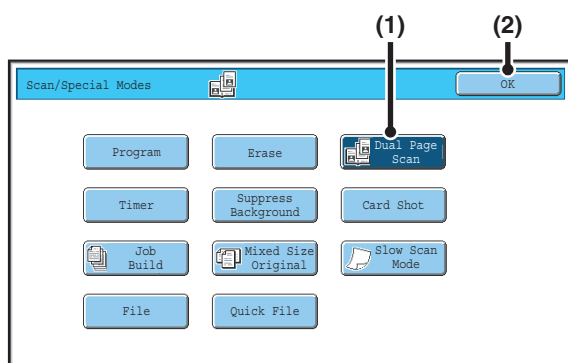 (1) (2)
Scan/Special Modes OK
Program Erase Dual Page
Scan
Timer Suppress
Background Card Shot
Job
Build Mixed Size
Original Slow Scan
Mode
File Quick File